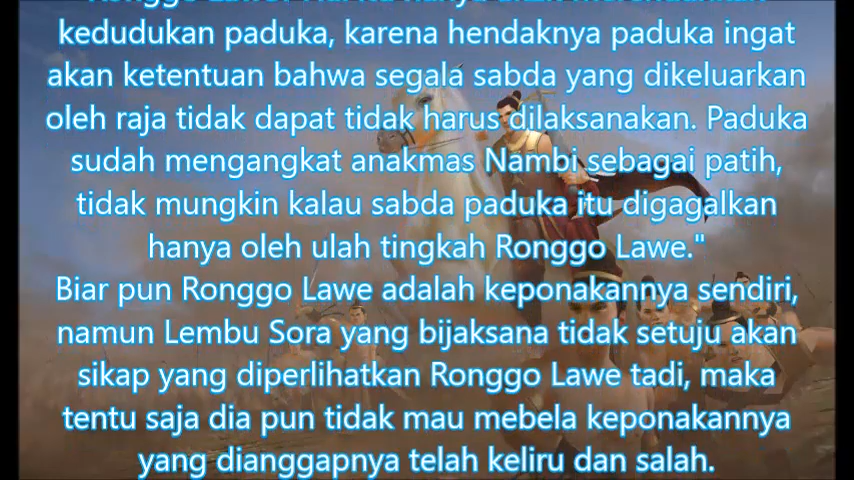 kedudukan paduka, karena hendaknya paduka ingat
akan ketentuan bahwa segala sabda yang dikeluarkan
oleh raja tidak dapat tidak harus dilaksanakan. Paduka
sudah mengangkat anakmas Nambi sebagai patih,
tidak mungkin kalau sabda paduka itu digagalkan
hanya oleh ulah tingkah Ronggo Lawe."
Biar pun Ronggo Lawe adalah keponakannya sendiri,
namun Lembu Sora yang bijaksana tidak setuju akan
sikap yang diperlihatkan Ronggo Lawe tadi, maka
tentu saja dia pun tidak mau mebela keponakannya
yang dianggapnya telah keliru dan salah.